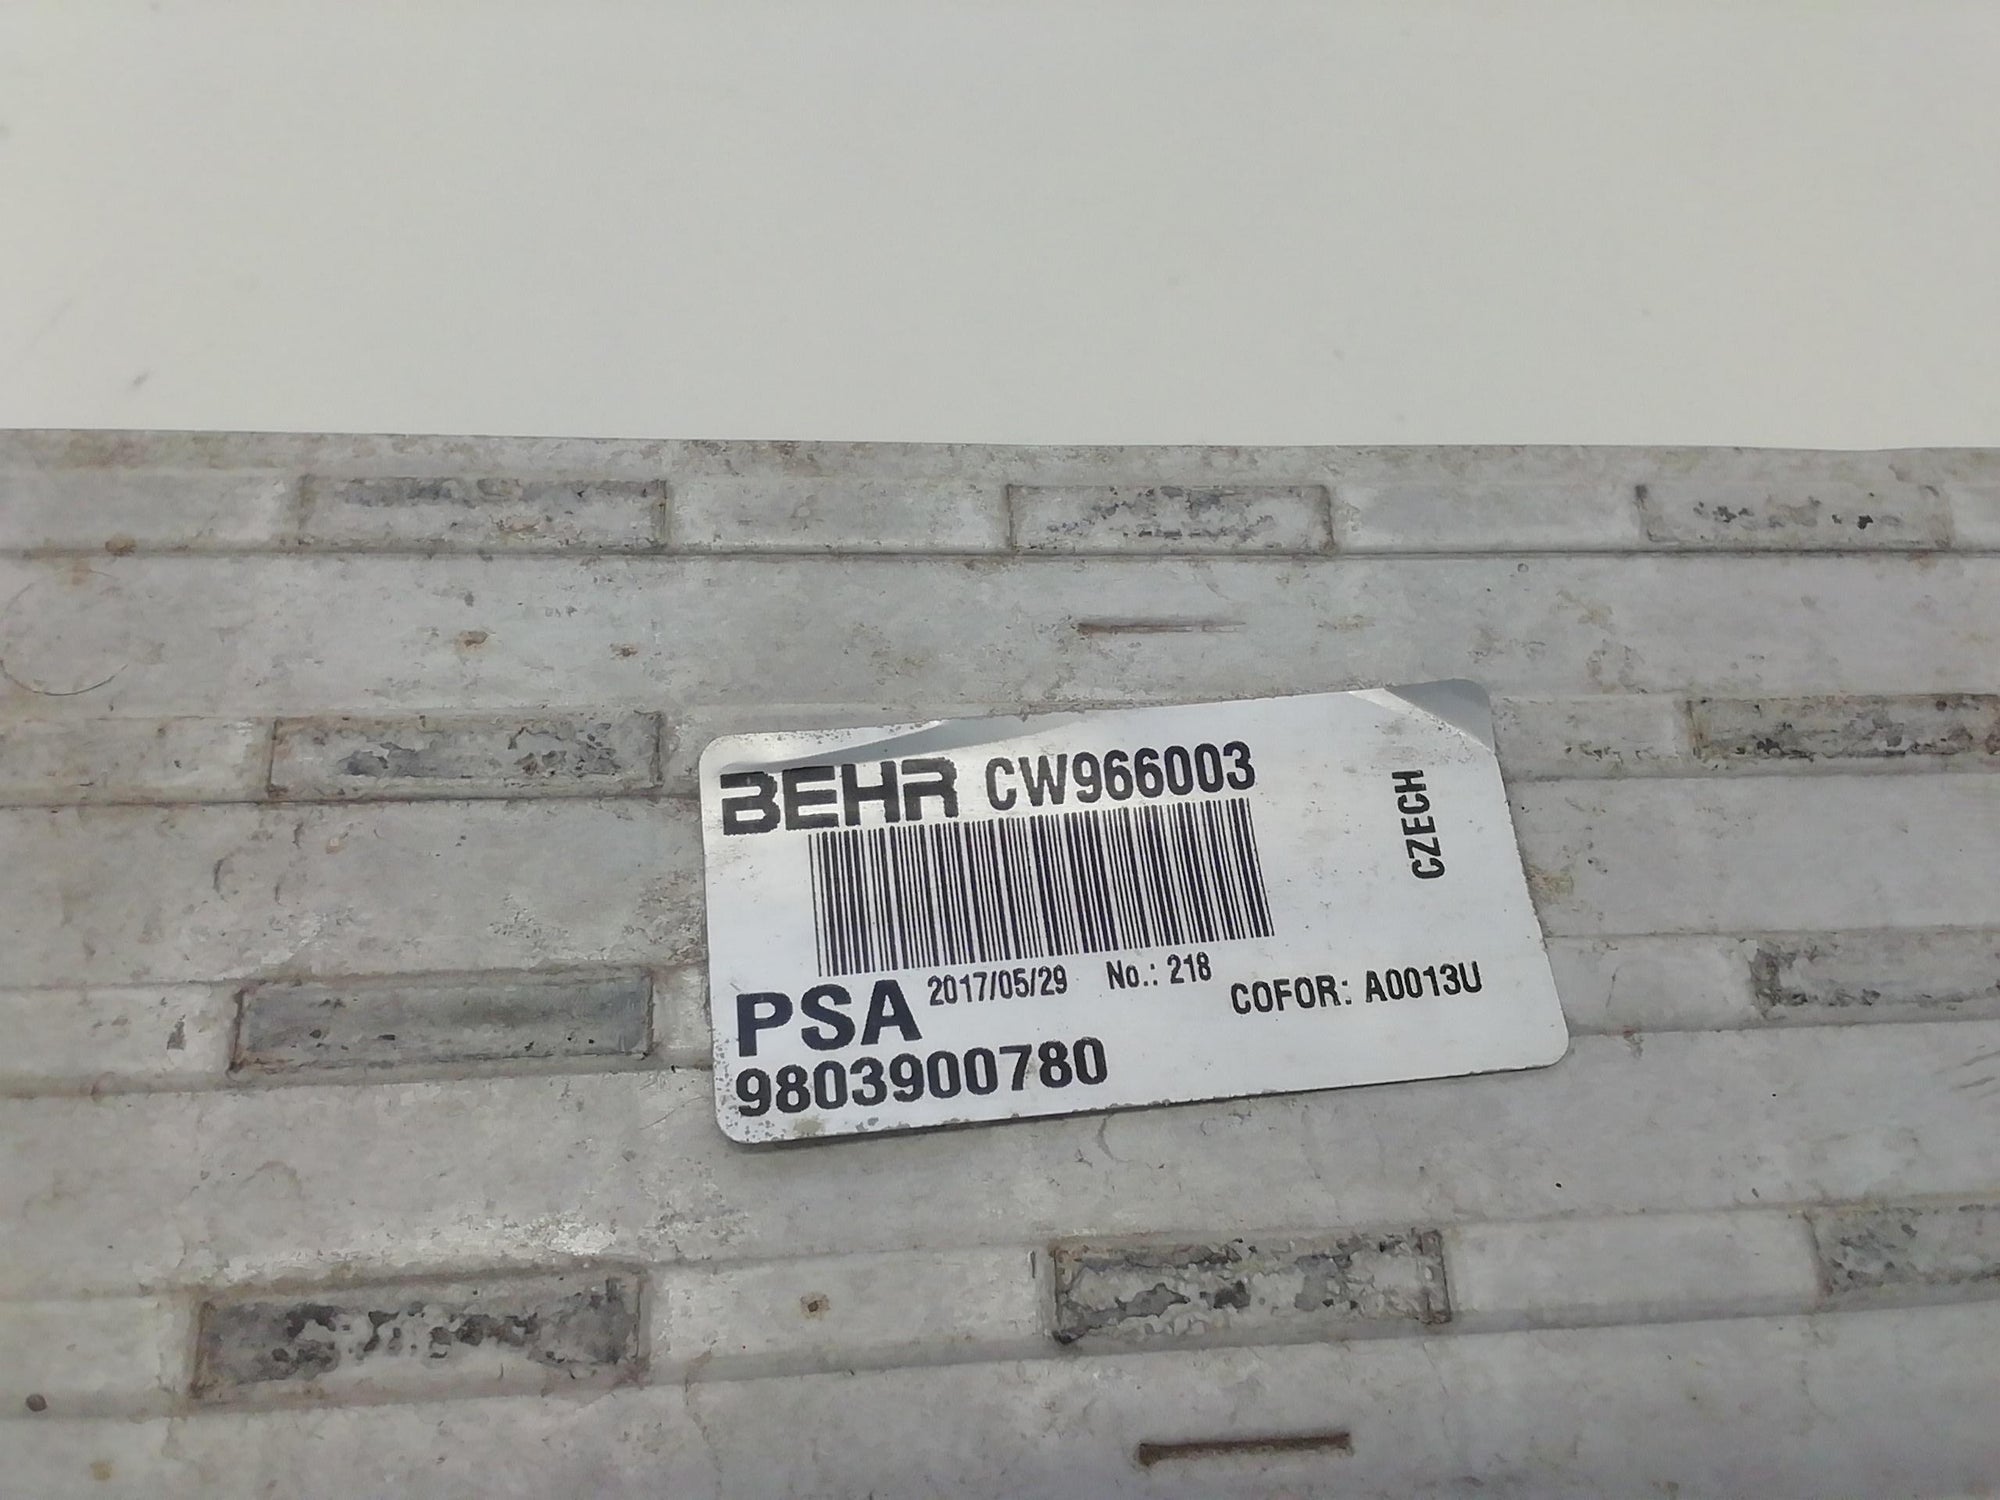 BEHR CW966003
CZECH
PSA 2017/05/29 No.: 218
COFOR: A0013U
9803900780